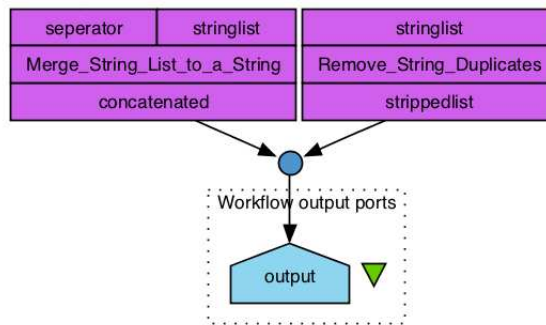 seperator stringlist stringlist
Merge_String_List_to_a_String Remove_String_Duplicates
concatenated strippedlist
Workflow output ports
output